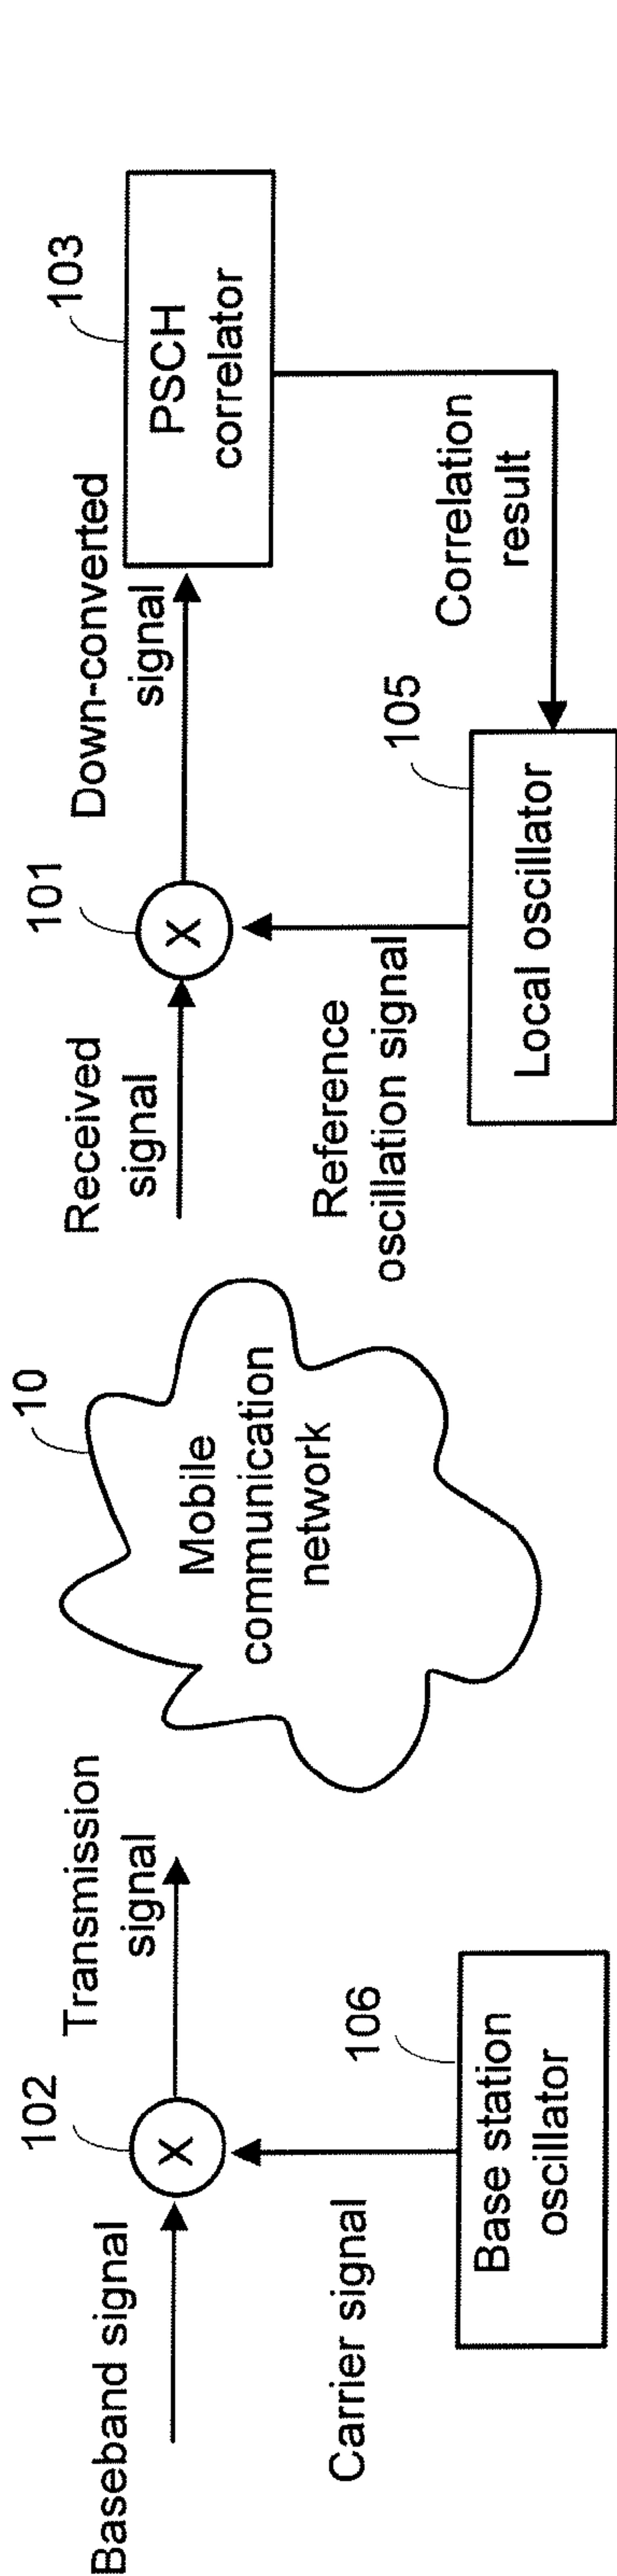 Baseband signal
102
Transmission
signal
Carrier signal
106
Base station
oscillator
10
Mobile
communication
network
Received
signal
101
Down-converted
signal
103
PSCH
correlator
Reference
oscillation signal
105
Local oscillator
Correlation
result
X
X